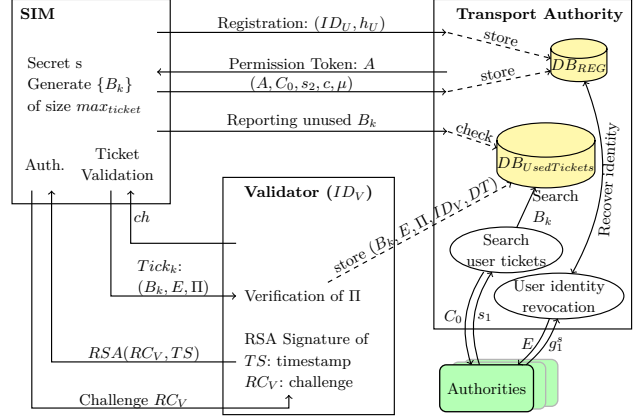 SIM
Transport Authority
Registration: (ID_U, h_U)
store
DB_REG
Secret s
Generate {B_k}
of size max_ticket
Permission Token: A
store
(A, C_0, s_2, c, μ)
Reporting unused B_k
check
DB_UsedTickets
Recover identity
Auth.
Ticket
Validation
Validator (ID_V)
ch
store (B_k, E, Π, ID_V, DT)
Search
B_k
Search
user tickets
Tick_k:
(B_k, E, Π)
Verification of Π
User identity
revocation
C_0
s_1
E
g_1^s
RSA Signature of
TS: timestamp
RC_V: challenge
RSA(RC_V, TS)
Challenge RC_V
Authorities